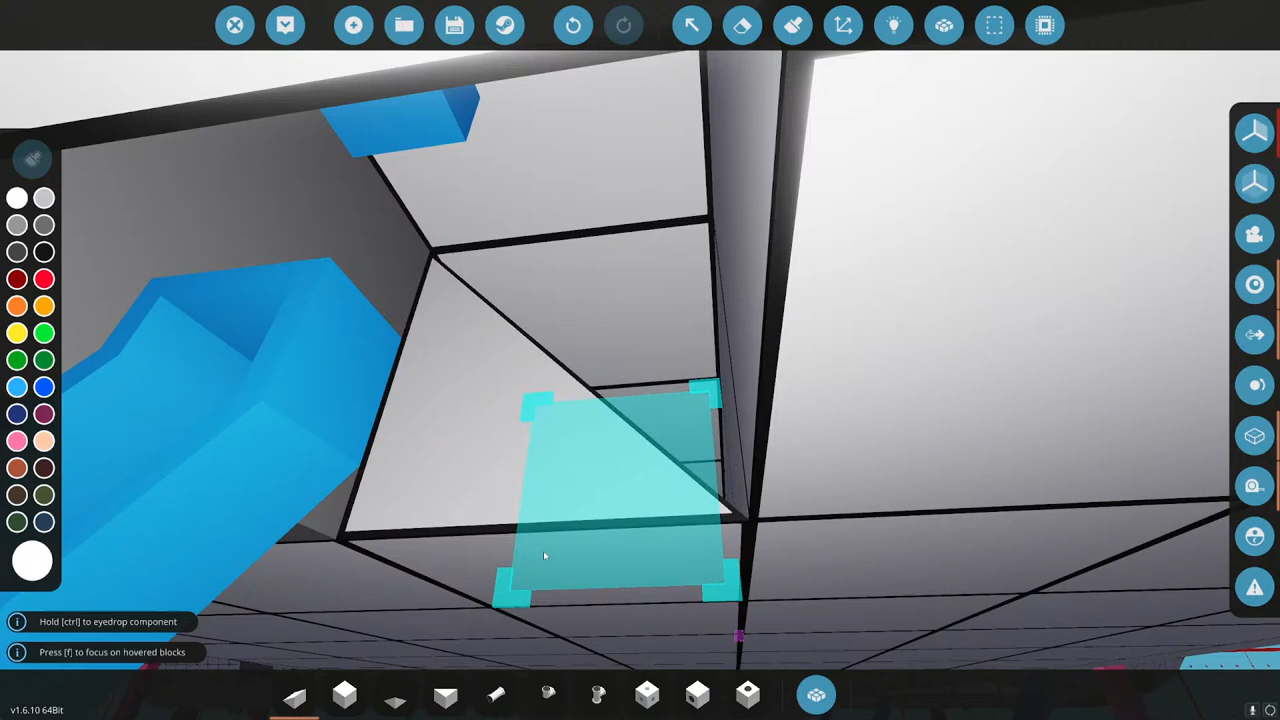 Hold [ctrl] to eyedrop component
Press [f] to focus on hovered blocks
v1.6.10 64Bit